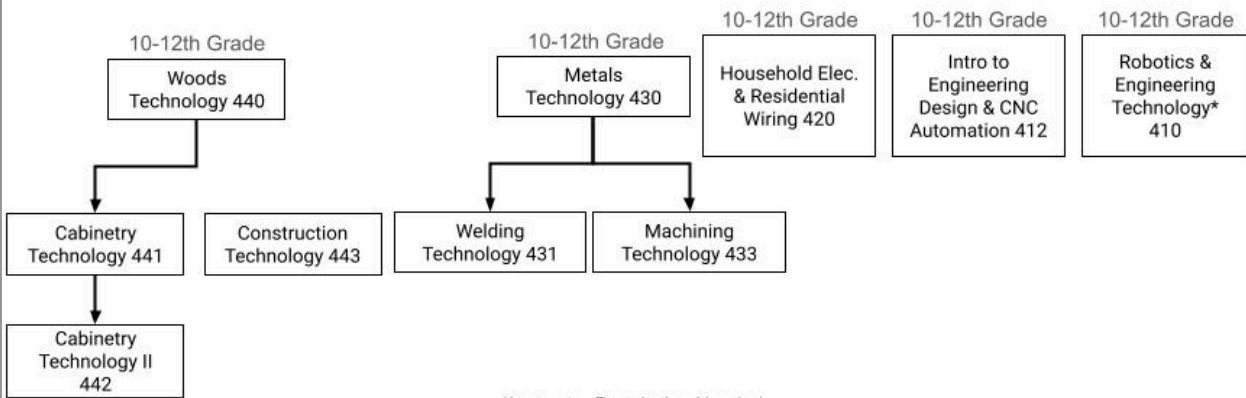 10-12th Grade
Woods
Technology 440
10-12th Grade
Metals
Technology 430
10-12th Grade
Household Elec.
& Residential
Wiring 420
10-12th Grade
Intro to
Engineering
Design & CNC
Automation 412
10-12th Grade
Robotics &
Engineering
Technology*
410
Cabinetry
Technology 441
Construction
Technology 443
Welding
Technology 431
Machining
Technology 433
Cabinetry
Technology II
442